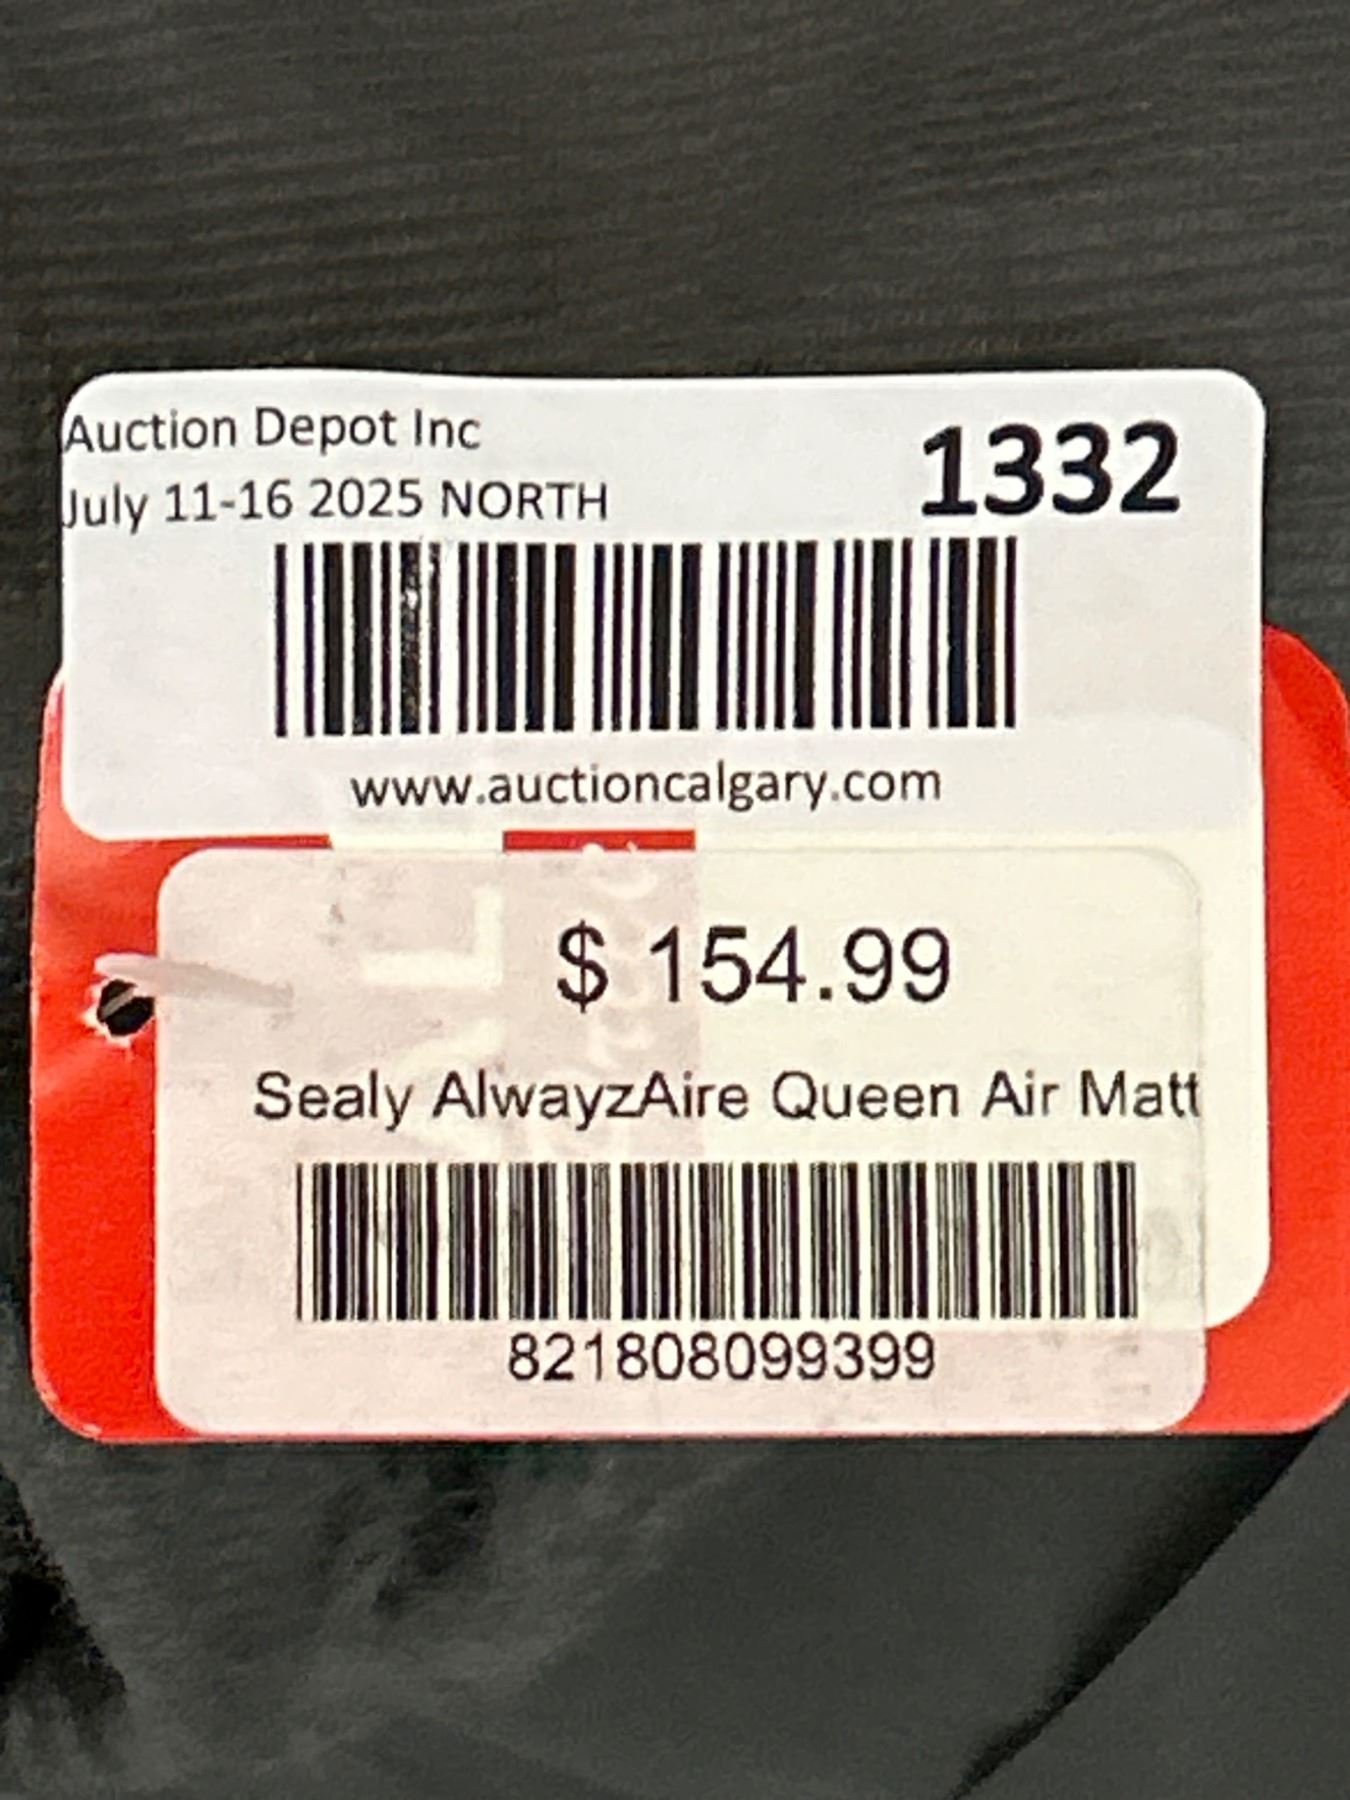 Auction Depot Inc
1332
July 11-16 2025 NORTH
www.auctioncalgary.com
$ 154.99
Sealy AlwayzAire Queen Air Matt
821808099399